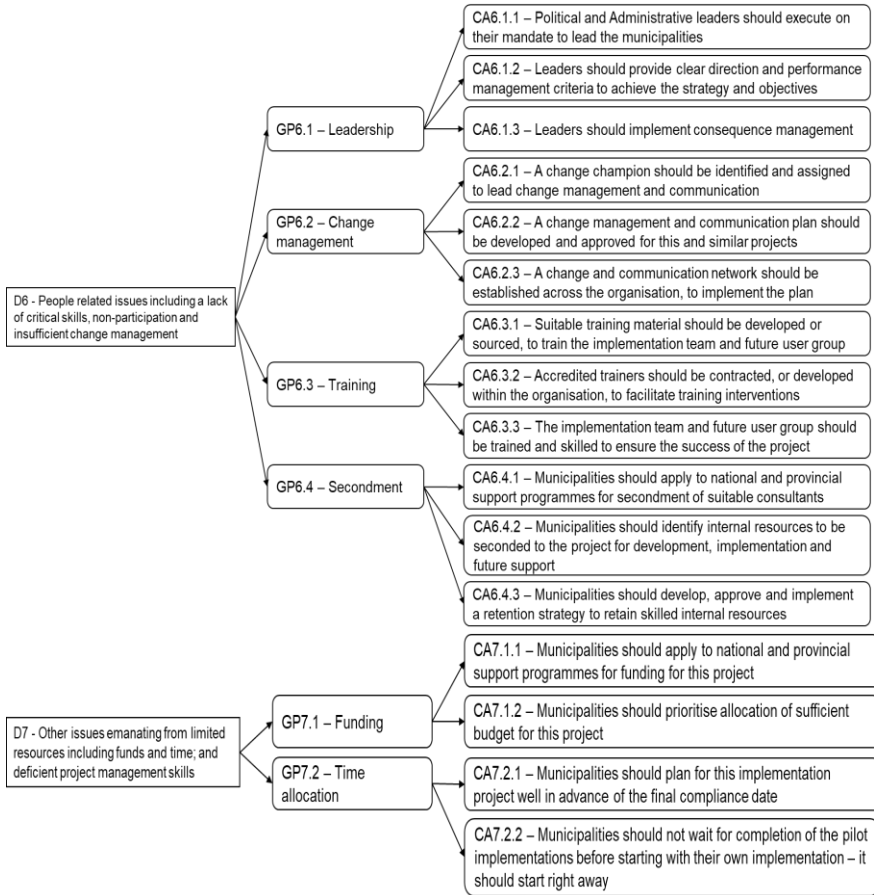 D6 - People related issues including a lack
of critical skills, non-participation and
insufficient change management
GP6.1 – Leadership
CA6.1.1 – Political and Administrative leaders should execute on
their mandate to lead the municipalities
CA6.1.2 – Leaders should provide clear direction and performance
management criteria to achieve the strategy and objectives
CA6.1.3 – Leaders should implement consequence management
GP6.2 – Change
management
CA6.2.1 – A change champion should be identified and assigned
to lead change management and communication
CA6.2.2 – A change management and communication plan should
be developed and approved for this and similar projects
CA6.2.3 – A change and communication network should be
established across the organisation, to implement the plan
GP6.3 – Training
CA6.3.1 – Suitable training material should be developed or
sourced, to train the implementation team and future user group
CA6.3.2 – Accredited trainers should be contracted, or developed
within the organisation, to facilitate training interventions
CA6.3.3 – The implementation team and future user group should
be trained and skilled to ensure the success of the project
GP6.4 – Secondment
CA6.4.1 – Municipalities should apply to national and provincial
support programmes for secondment of suitable consultants
CA6.4.2 – Municipalities should identify internal resources to be
seconded to the project for development, implementation and
future support
CA6.4.3 – Municipalities should develop, approve and implement
a retention strategy to retain skilled internal resources
D7 - Other issues emanating from limited
resources including funds and time; and
deficient project management skills
GP7.1 – Funding
CA7.1.1 – Municipalities should apply to national and provincial
support programmes for funding for this project
CA7.1.2 – Municipalities should prioritise allocation of sufficient
budget for this project
GP7.2 – Time
allocation
CA7.2.1 – Municipalities should plan for this implementation
project well in advance of the final compliance date
CA7.2.2 – Municipalities should not wait for completion of the pilot
implementations before starting with their own implementation – it
should start right away